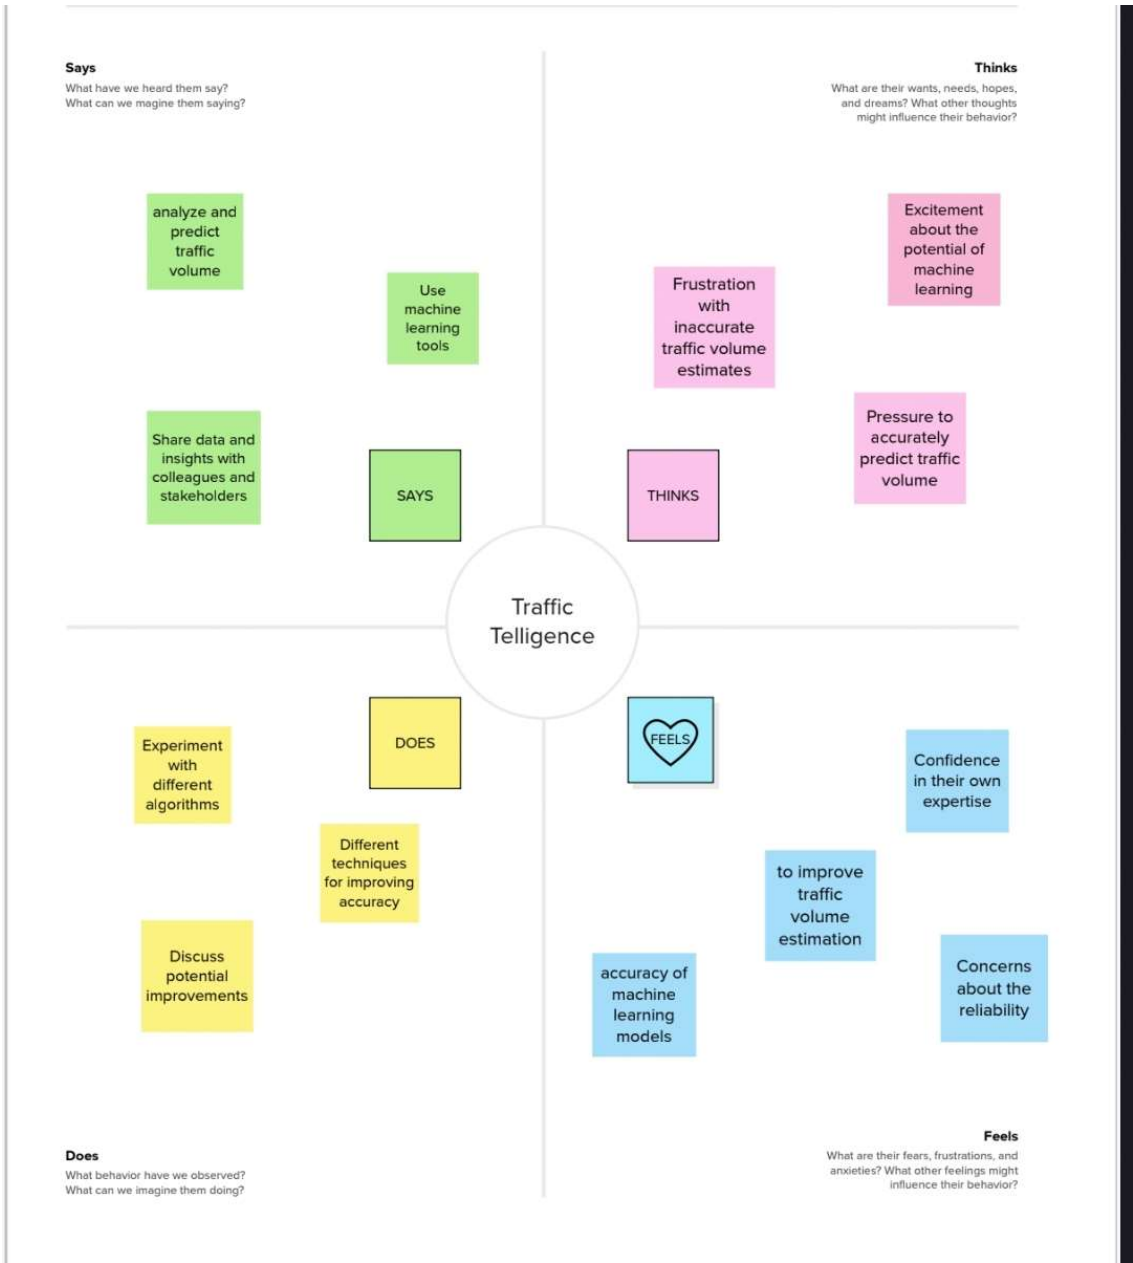 Says
What have we heard them say?
What can we magine them saying?
Thinks
What are their wants, needs, hopes,
and dreams? What other thoughts
might influence their behavior?
analyze and
predict
traffic
volume
Use
machine
learning
tools
Share data and
insights with
colleagues and
stakeholders
SAYS
Excitement
about the
potential of
machine
learning
Frustration
with
inaccurate
traffic volume
estimates
Pressure to
accurately
predict traffic
volume
THINKS
Traffic
Telligence
DOES
Experiment
with
different
algorithms
Different
techniques
for improving
accuracy
Discuss
potential
improvements
FEELS
Confidence
in their own
expertise
to improve
traffic
volume
estimation
accuracy of
machine
learning
models
Concerns
about the
reliability
Does
What behavior have we observed?
What can we imagine them doing?
Feels
What are their fears, frustrations, and
anxieties? What other feelings might
influence their behavior?